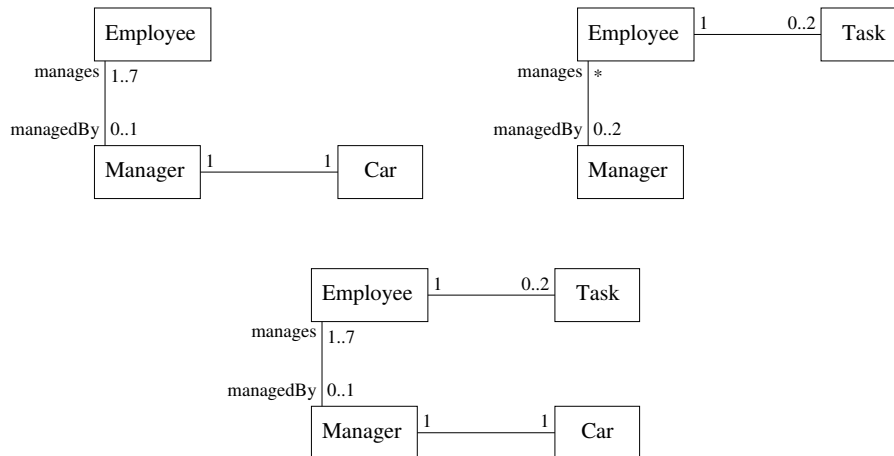 Employee
manages
1..7
managedBy
0..1
Manager
1
1
Car
Employee
1
0..2
Task
manages
*
managedBy
0..2
Manager
Employee
1
0..2
Task
manages
1..7
managedBy
0..1
Manager
1
1
Car